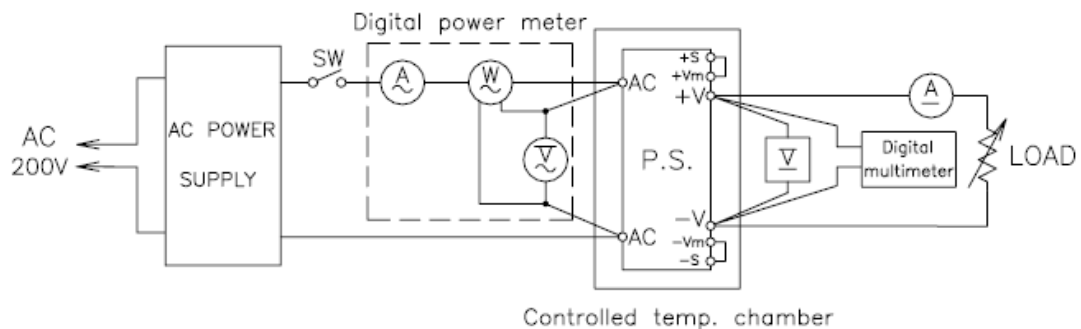 Digital power meter
SW
A
W
V
AC
200V
AC POWER
SUPPLY
AC
AC
P.S.
+S
+Vm
+V
-V
-Vm
-S
V
Digital
multimeter
A
LOAD
Controlled temp. chamber